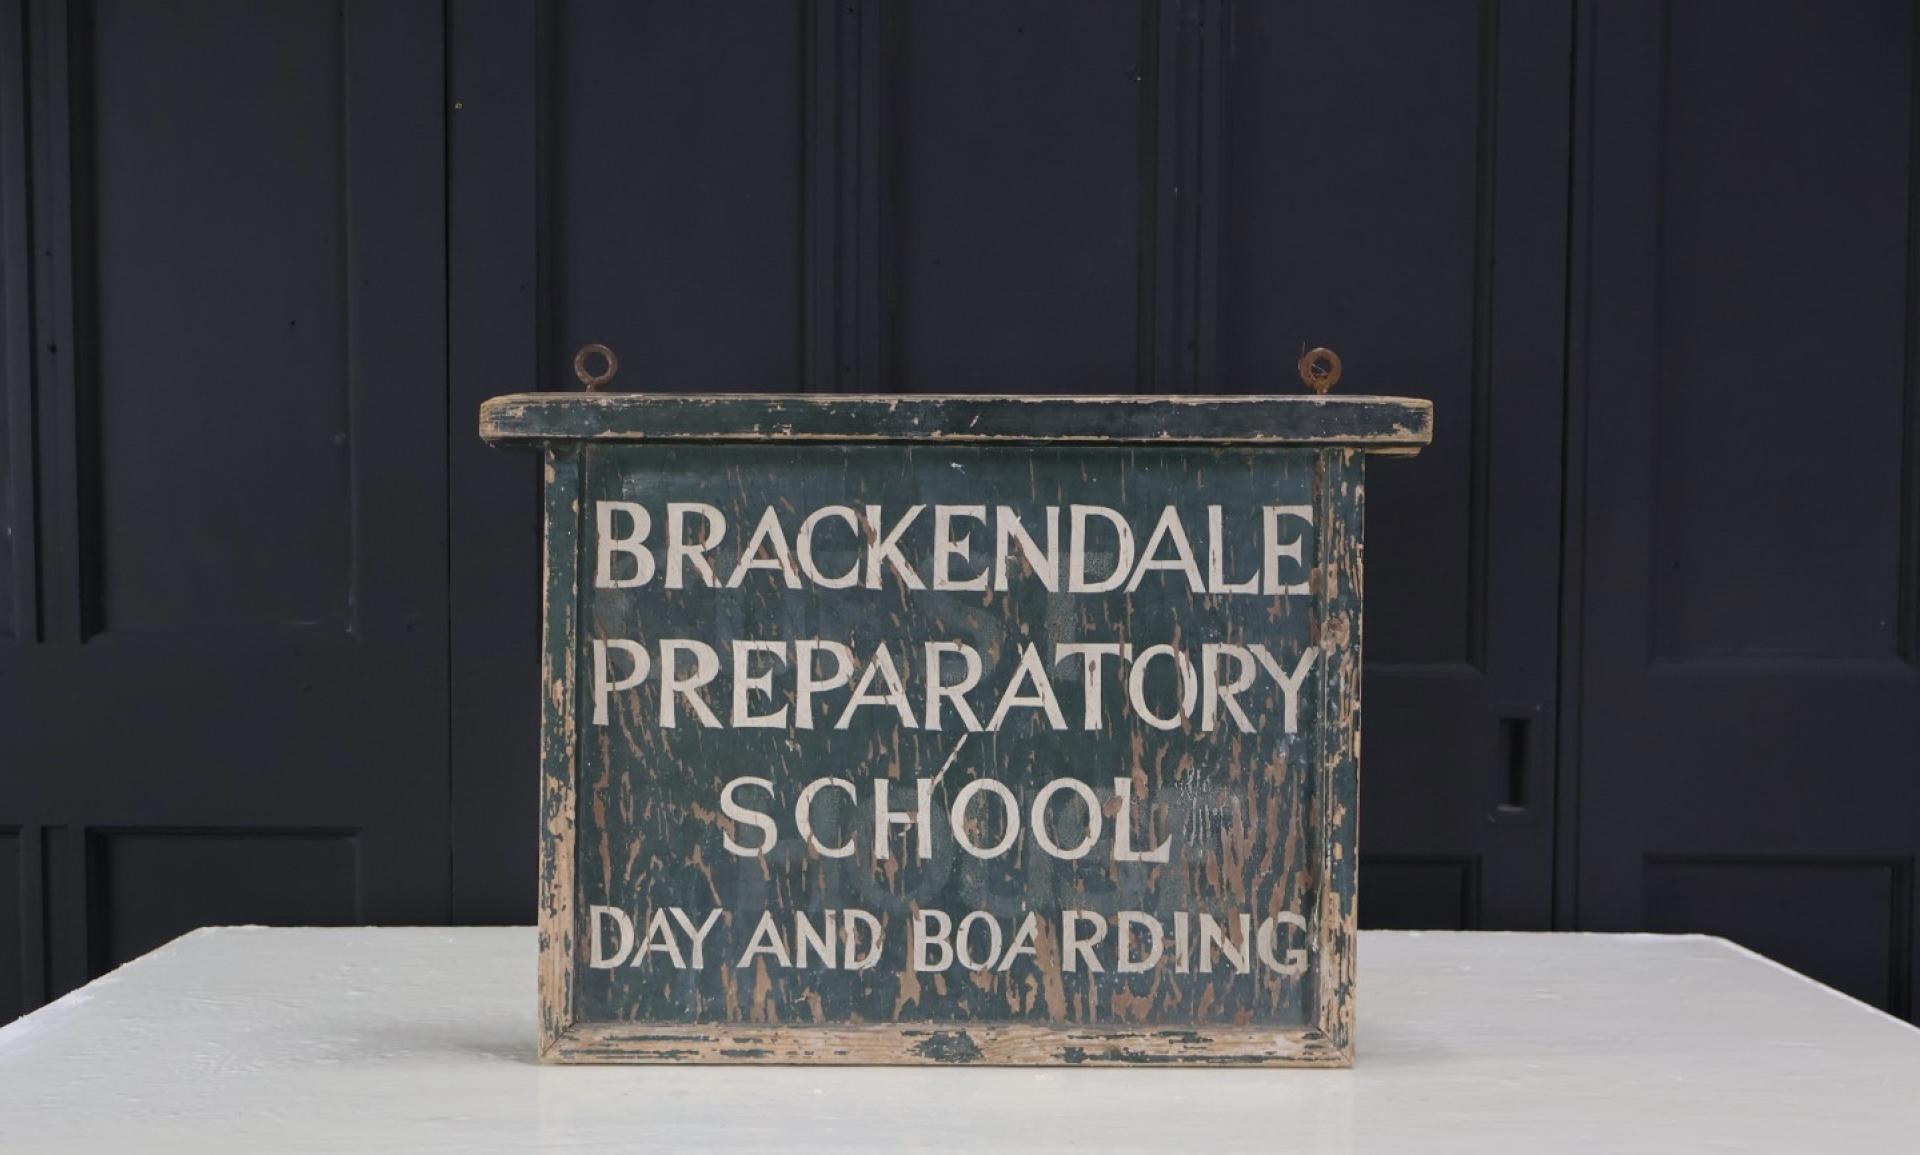 BRACKENDALE
PREPARATORY
SCHOOL
DAY AND BOARDING